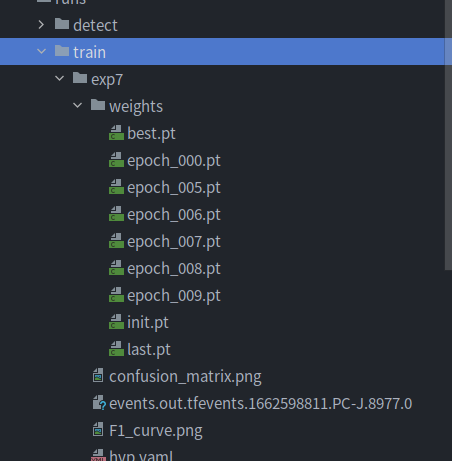 runs
detect
train
exp7
weights
best.pt
epoch_000.pt
epoch_005.pt
epoch_006.pt
epoch_007.pt
epoch_008.pt
epoch_009.pt
init.pt
last.pt
confusion_matrix.png
events.out.tfevents.1662598811.PC-J.8977.0
F1_curve.png
hyp.yaml